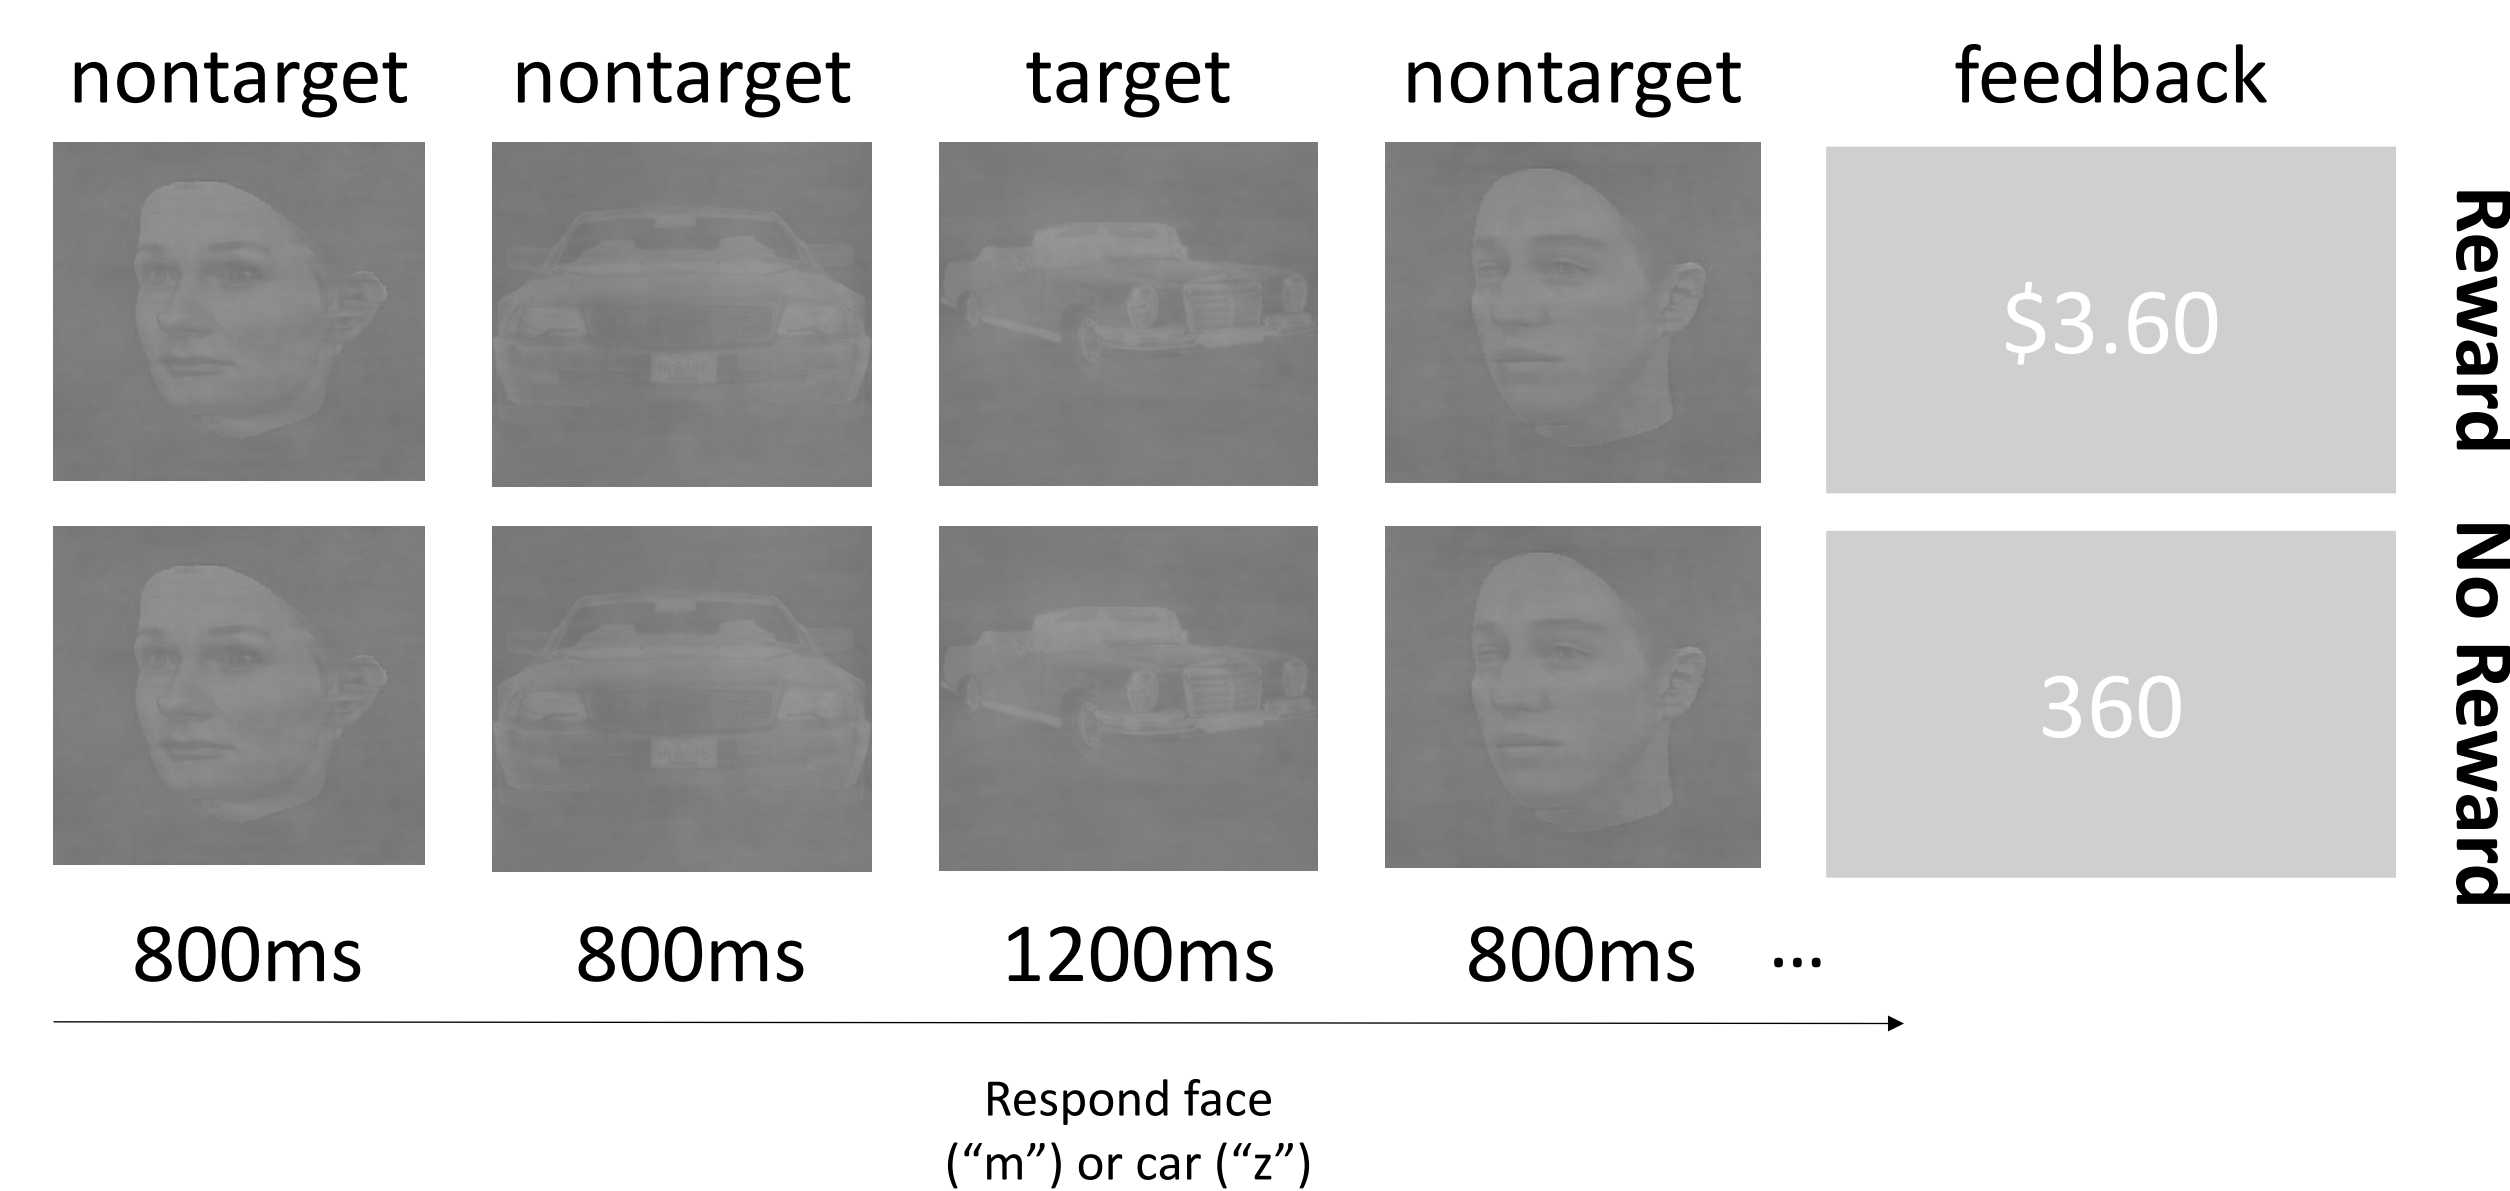 nontarget nontarget target nontarget feedback
$3.60
Reward
360
No Reward
800ms 800ms 1200ms 800ms ...
Respond face
(“m”) or car (“z”)